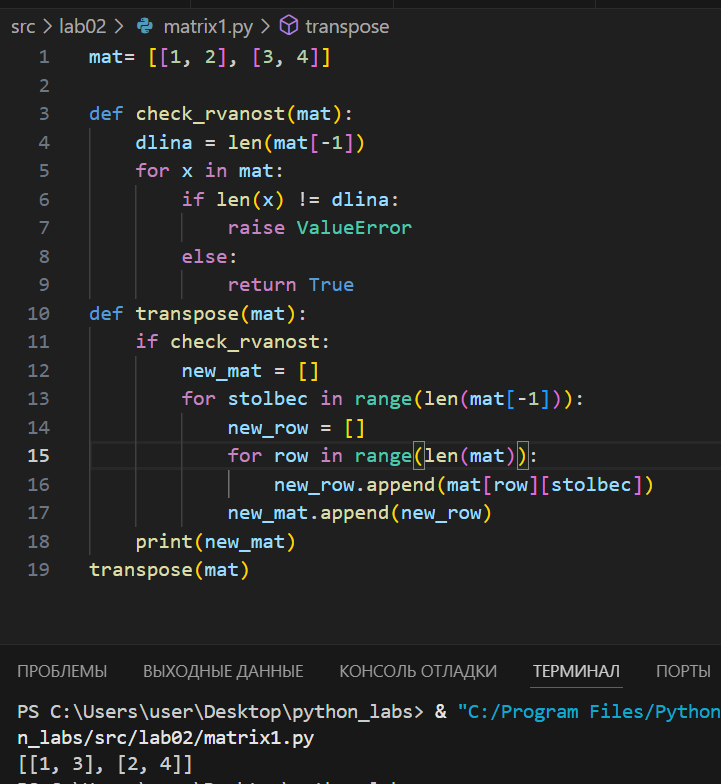 src > lab02 > matrix1.py > transpose
1 mat= [[1, 2], [3, 4]]
2
3 def check_rvanost(mat):
4     dlina = len(mat[-1])
5     for x in mat:
6         if len(x) != dlina:
7             raise ValueError
8         else:
9             return True
10 def transpose(mat):
11     if check_rvanost:
12         new_mat = []
13         for stolbec in range(len(mat[-1])):
14             new_row = []
15             for row in range(len(mat)):
16                 new_row.append(mat[row][stolbec])
17             new_mat.append(new_row)
18     print(new_mat)
19 transpose(mat)
ПРОБЛЕМЫ ВЫХОДНЫЕ ДАННЫЕ КОНСОЛЬ ОТЛАДКИ ТЕРМИНАЛ ПОРТЫ
PS C:\Users\user\Desktop\python_labs> & "C:/Program Files/Python
n_labs/src/lab02/matrix1.py
[[1, 3], [2, 4]]